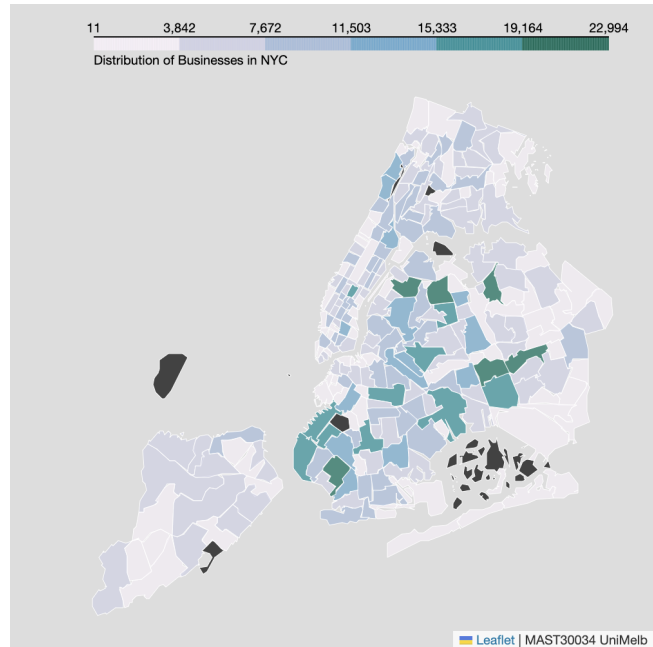 11 3,842 7,672 11,503 15,333 19,164 22,994
Distribution of Businesses in NYC
Leaflet | MAST30034 UniMelb